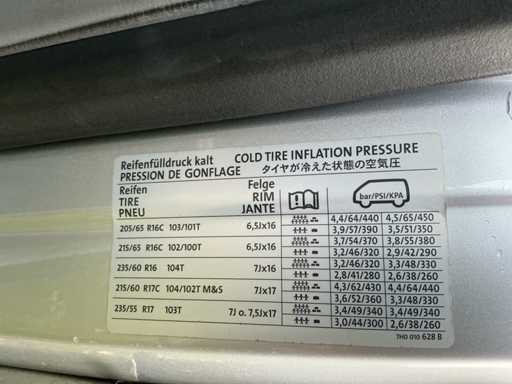 Reifenfülldruck kalt COLD TIRE INFLATION PRESSURE
PRESSION DE GONFLAGE タイヤが冷えた状態の空気圧
Reifen Felge
TIRE RIM bar/PSI/KPA
PNEU JANTE
205/65 R16C 103/101T 6,5Jx16 4,4/64/440 4,5/65/450
3,9/57/390 3,5/51/350
215/65 R16C 102/100T 6,5Jx16 3,7/54/370 3,8/55/380
3,2/46/320 2,9/42/290
235/60 R16 104T 7Jx16 3,2/46/320 3,3/48/330
2,8/41/280 2,6/38/260
215/60 R17C 104/102T M&S 7Jx17 4,3/62/430 4,4/64/440
3,6/52/360 3,3/48/330
235/55 R17 103T 7J o. 7,5Jx17 3,4/49/340 3,4/49/340
3,0/44/300 2,6/38/260
7H0 010 628 B